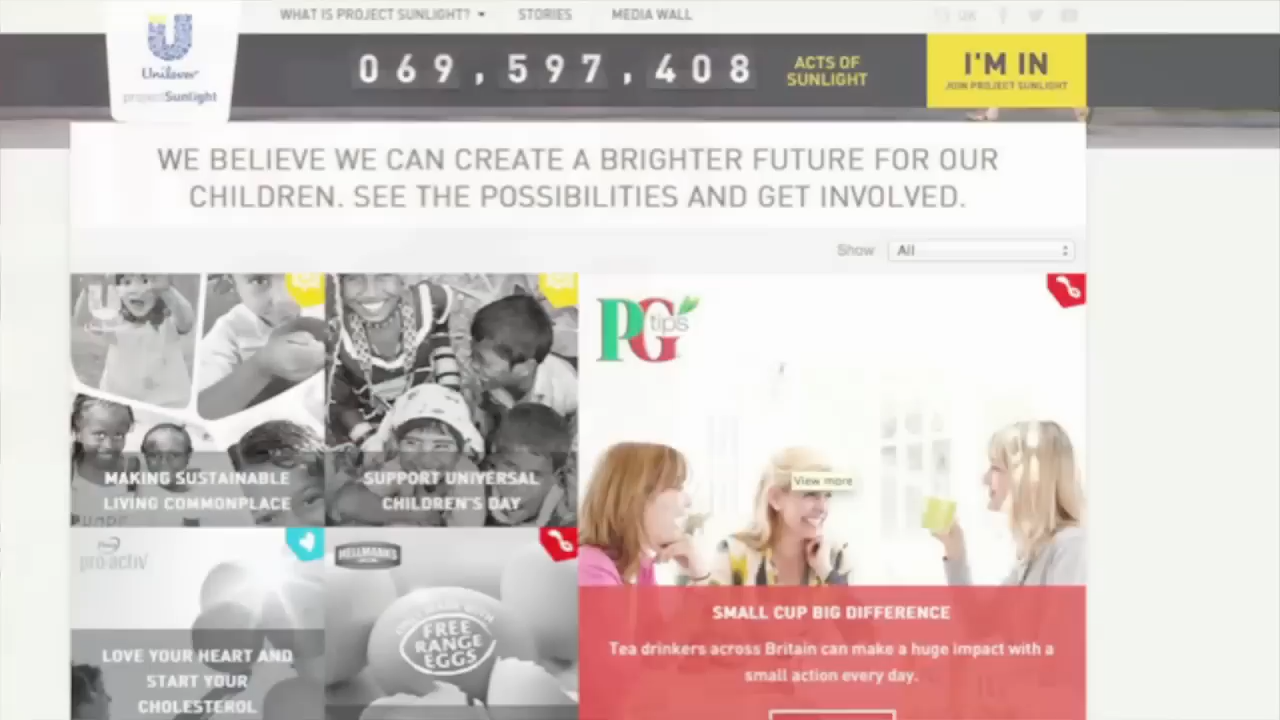 WHAT IS PROJECT SUNLIGHT? STORIES MEDIA WALL UK
Unilever
projectSunlight
069,597,408
ACTS OF
SUNLIGHT
I'M IN
JOIN PROJECT SUNLIGHT
WE BELIEVE WE CAN CREATE A BRIGHTER FUTURE FOR OUR
CHILDREN. SEE THE POSSIBILITIES AND GET INVOLVED.
Show All
MAKING SUSTAINABLE
LIVING COMMONPLACE
SUPPORT UNIVERSAL
CHILDREN'S DAY
PG tips
View more
SMALL CUP BIG DIFFERENCE
Tea drinkers across Britain can make a huge impact with a
small action every day.
pro·activ
LOVE YOUR HEART AND
START YOUR
CHOLESTEROL
HELLMANN'S
FREE
RANGE
EGGS